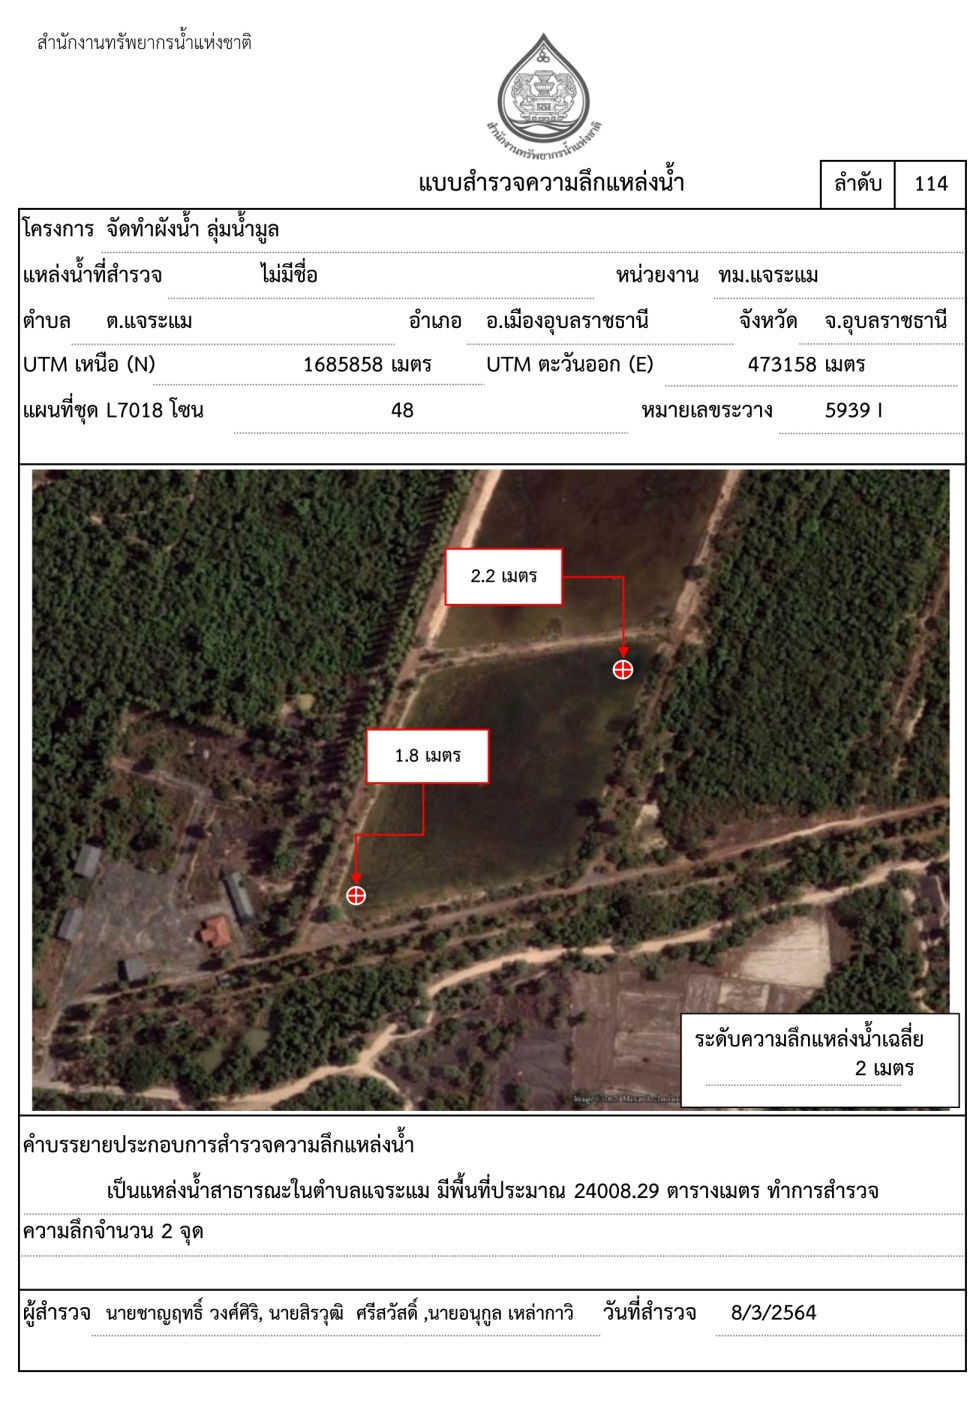 สำนักงานทรัพยากรน้ำแห่งชาติ
สำนักงานทรัพยากรน้ำแห่งชาติ
แบบสำรวจความลึกแหล่งน้ำ
ลำดับ 114
โครงการ จัดทำผังน้ำ ลุ่มน้ำมูล
แหล่งน้ำที่สำรวจ ไม่มีชื่อ หน่วยงาน ทม.แจระแม
ตำบล ต.แจระแม อำเภอ อ.เมืองอุบลราชธานี จังหวัด จ.อุบลราชธานี
UTM เหนือ (N) 1685858 เมตร UTM ตะวันออก (E) 473158 เมตร
แผนที่ชุด L7018 โซน 48 หมายเลขระวาง 5939 I
2.2 เมตร
1.8 เมตร
ระดับความลึกแหล่งน้ำเฉลี่ย
2 เมตร
คำบรรยายประกอบการสำรวจความลึกแหล่งน้ำ
เป็นแหล่งน้ำสาธารณะในตำบลแจระแม มีพื้นที่ประมาณ 24008.29 ตารางเมตร ทำการสำรวจ
ความลึกจำนวน 2 จุด
ผู้สำรวจ นายชาญฤทธิ์ วงศ์ศิริ, นายสิรวุฒิ ศรีสวัสดิ์ ,นายอนุกูล เหล่ากาวิ วันที่สำรวจ 8/3/2564